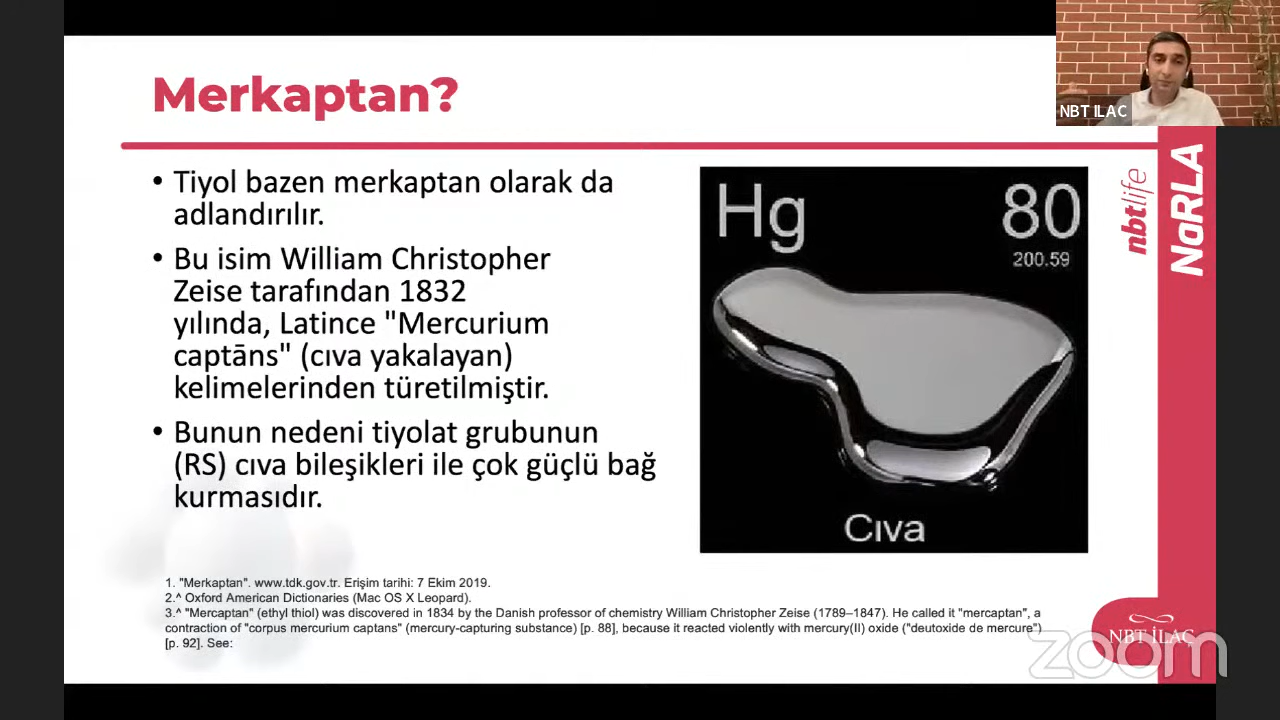 Merkaptan?
NBT ILAC
• Tiyol bazen merkaptan olarak da
adlandırılır.
• Bu isim William Christopher
Zeise tarafından 1832
yılında, Latince "Mercurium
captāns" (cıva yakalayan)
kelimelerinden türetilmiştir.
• Bunun nedeni tiyolat grubunun
(RS) cıva bileşikleri ile çok güçlü bağ
kurmasıdır.
Hg
80
200.59
Cıva
nbtlife
NaRLA
1. "Merkaptan". www.tdk.gov.tr. Erişim tarihi: 7 Ekim 2019.
2.^ Oxford American Dictionaries (Mac OS X Leopard).
3.^ "Mercaptan" (ethyl thiol) was discovered in 1834 by the Danish professor of chemistry William Christopher Zeise (1789–1847). He called it "mercaptan", a
contraction of "corpus mercurium captans" (mercury-capturing substance) [p. 88], because it reacted violently with mercury(II) oxide ("deutoxide de mercure")
[p. 92]. See:
NBT İLAÇ
zoom